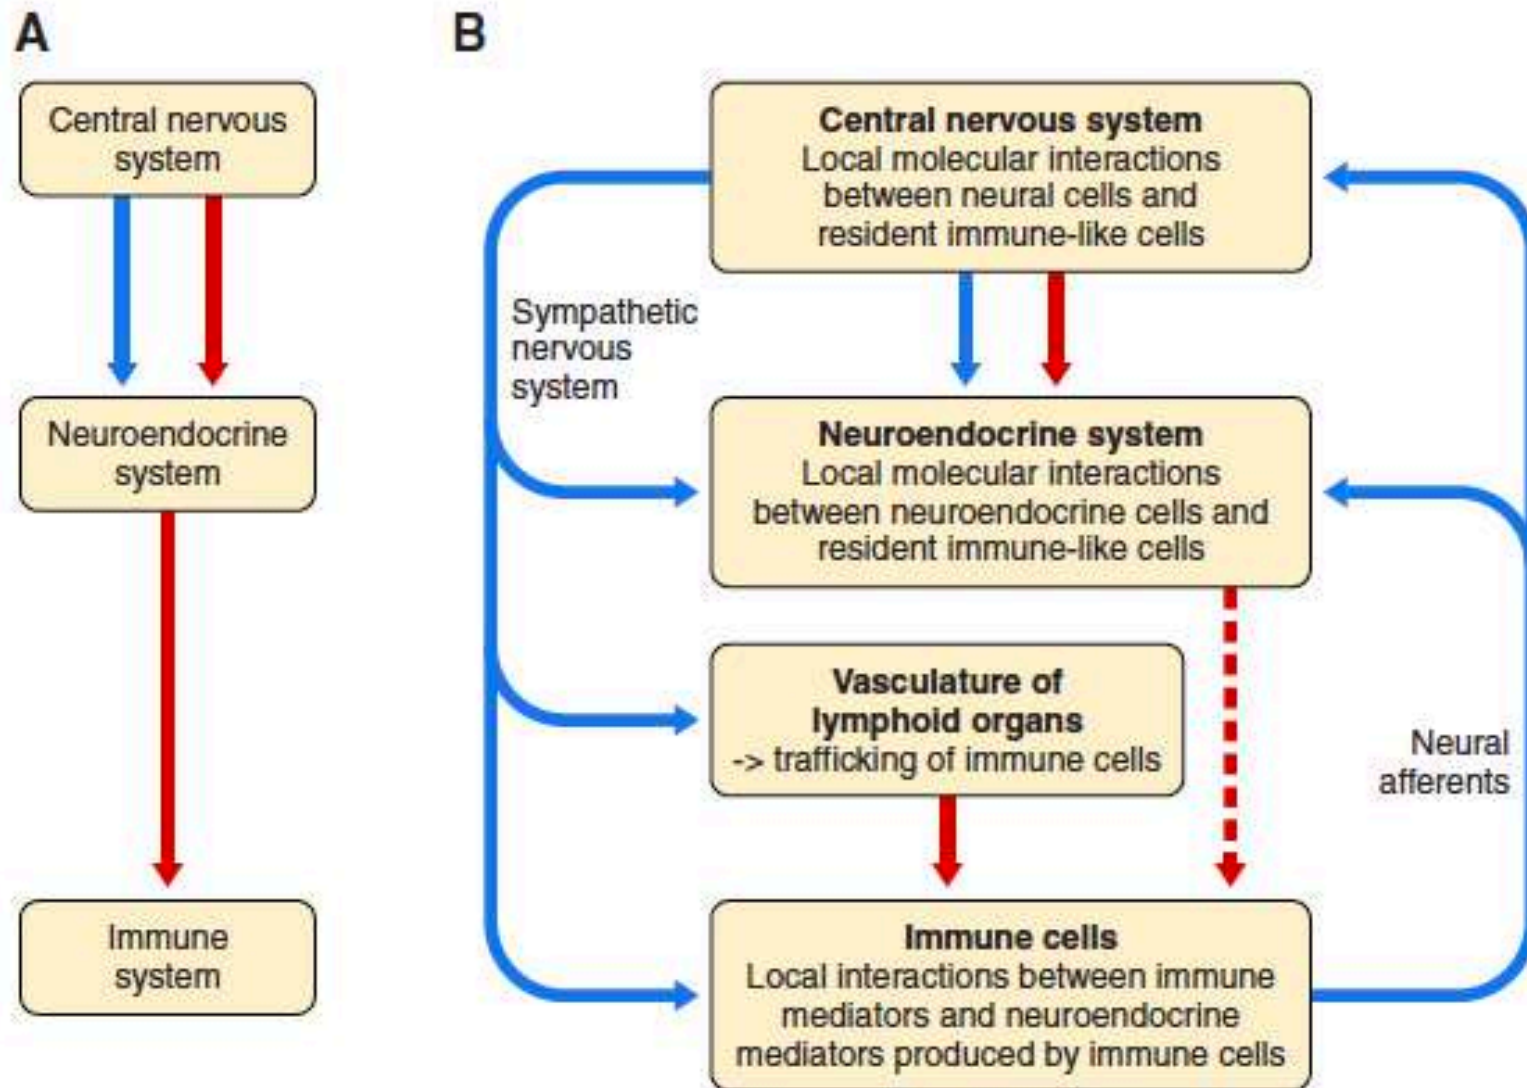 A
Central nervous
system
Neuroendocrine
system
Immune
system
B
Central nervous system
Local molecular interactions
between neural cells and
resident immune-like cells
Sympathetic
nervous
system
Neuroendocrine system
Local molecular interactions
between neuroendocrine cells and
resident immune-like cells
Vasculature of
lymphoid organs
-> trafficking of immune cells
Neural
afferents
Immune cells
Local interactions between immune
mediators and neuroendocrine
mediators produced by immune cells